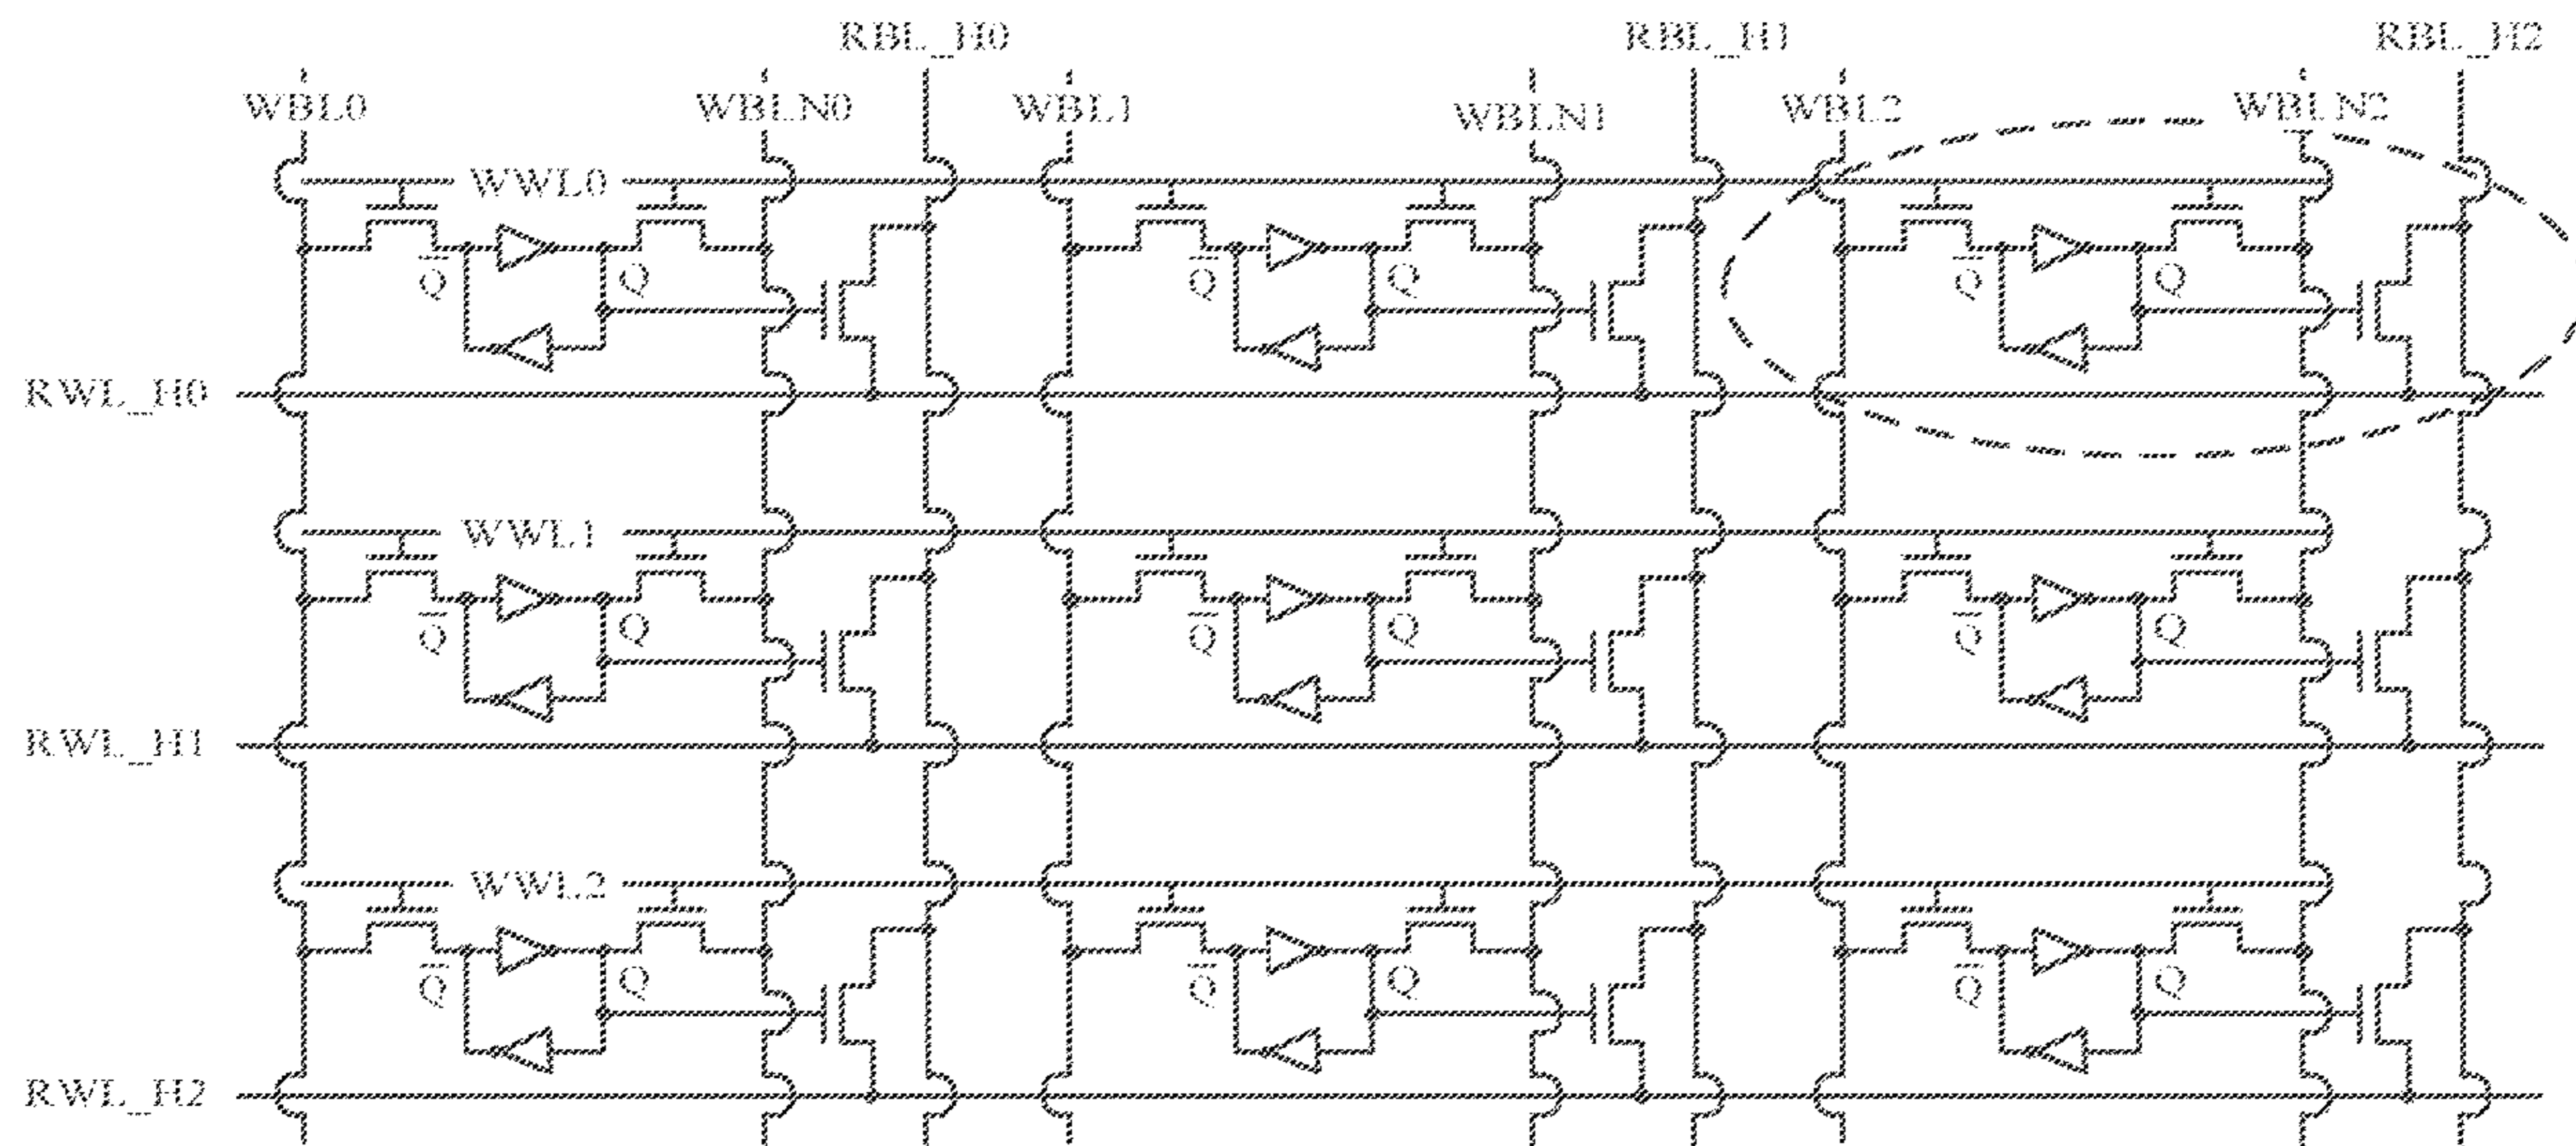 RBL_H0 RBL_H1 RBL_H2
WBL0 WBLN0 WBL1 WBLN1 WBL2 WBLN2
WWL0
Q̅ Q Q̅ Q Q̅ Q
RWL_H0
WWL1
Q̅ Q Q̅ Q Q̅ Q
RWL_H1
WWL2
Q̅ Q Q̅ Q Q̅ Q
RWL_H2